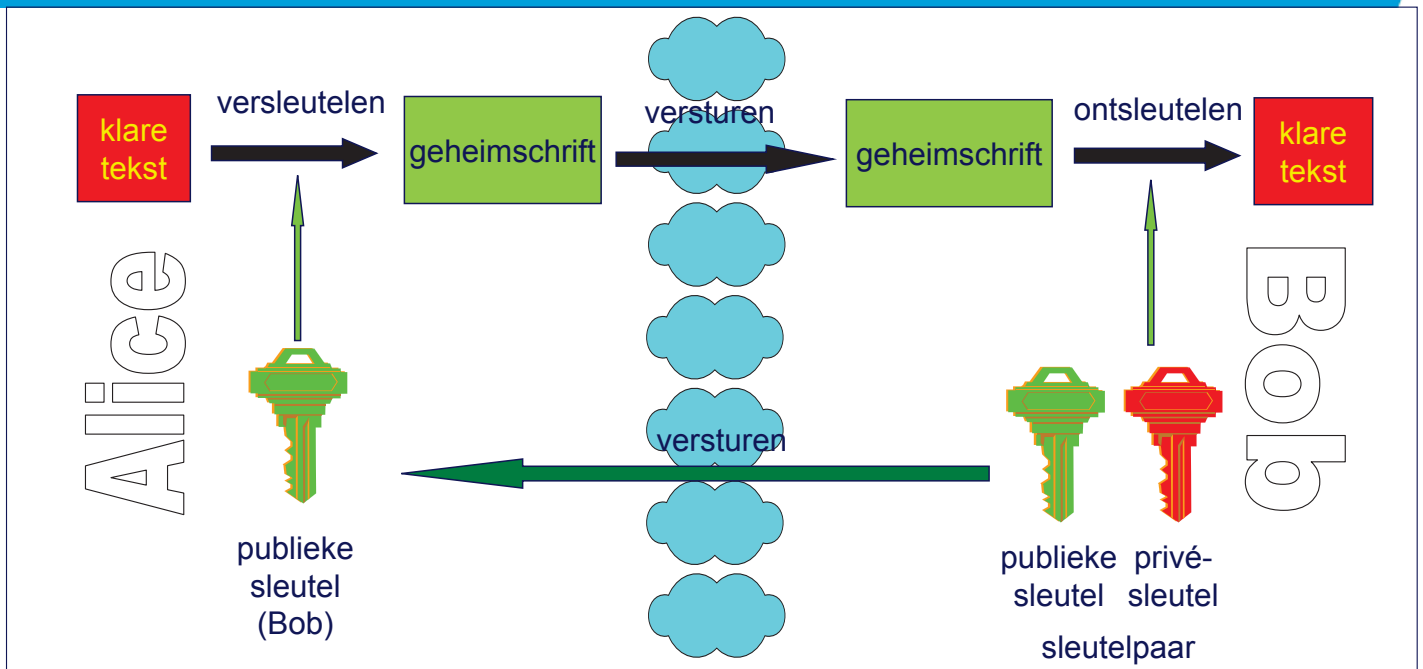 versleutelen
klare
tekst
geheimschrift
versturen
geheimschrift
ontsleutelen
klare
tekst
Alice
Bob
versturen
publieke
sleutel
(Bob)
publieke
sleutel
privé-
sleutel
sleutelpaar